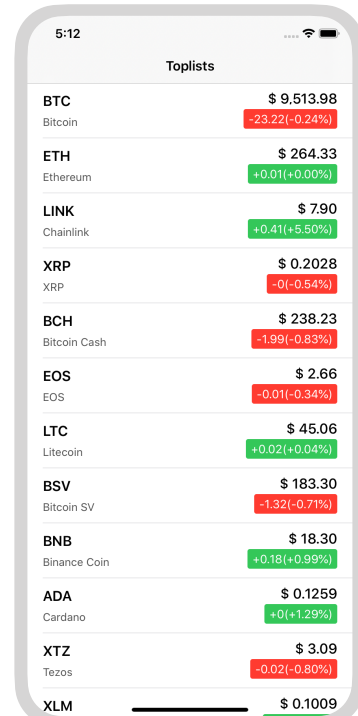 5:12
Toplists
BTC $ 9,513.98
Bitcoin -23.22(-0.24%)
ETH $ 264.33
Ethereum +0.01(+0.00%)
LINK $ 7.90
Chainlink +0.41(+5.50%)
XRP $ 0.2028
XRP -0(-0.54%)
BCH $ 238.23
Bitcoin Cash -1.99(-0.83%)
EOS $ 2.66
EOS -0.01(-0.34%)
LTC $ 45.06
Litecoin +0.02(+0.04%)
BSV $ 183.30
Bitcoin SV -1.32(-0.71%)
BNB $ 18.30
Binance Coin +0.18(+0.99%)
ADA $ 0.1259
Cardano +0(+1.29%)
XTZ $ 3.09
Tezos -0.02(-0.80%)
XLM $ 0.1009